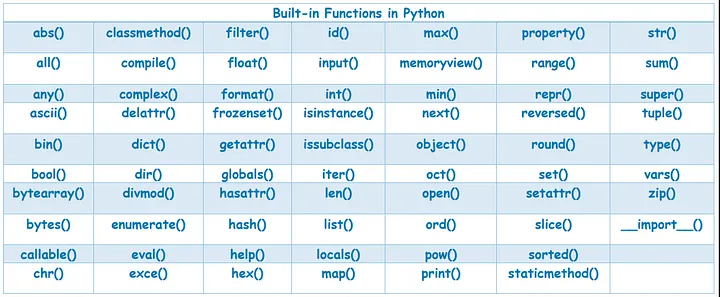 Built-in Functions in Python
abs() classmethod() filter() id() max() property() str()
all() compile() float() input() memoryview() range() sum()
any() complex() format() int() min() repr() super()
ascii() delattr() frozenset() isinstance() next() reversed() tuple()
bin() dict() getattr() issubclass() object() round() type()
bool() dir() globals() iter() oct() set() vars()
bytearray() divmod() hasattr() len() open() setattr() zip()
bytes() enumerate() hash() list() ord() slice() __import__()
callable() eval() help() locals() pow() sorted()
chr() exce() hex() map() print() staticmethod()